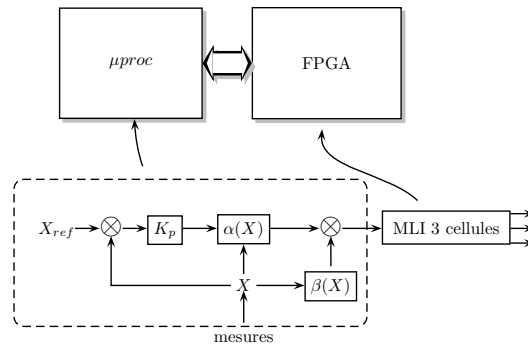 μproc
FPGA
X_ref
K_p
α(X)
MLI 3 cellules
X
β(X)
mesures